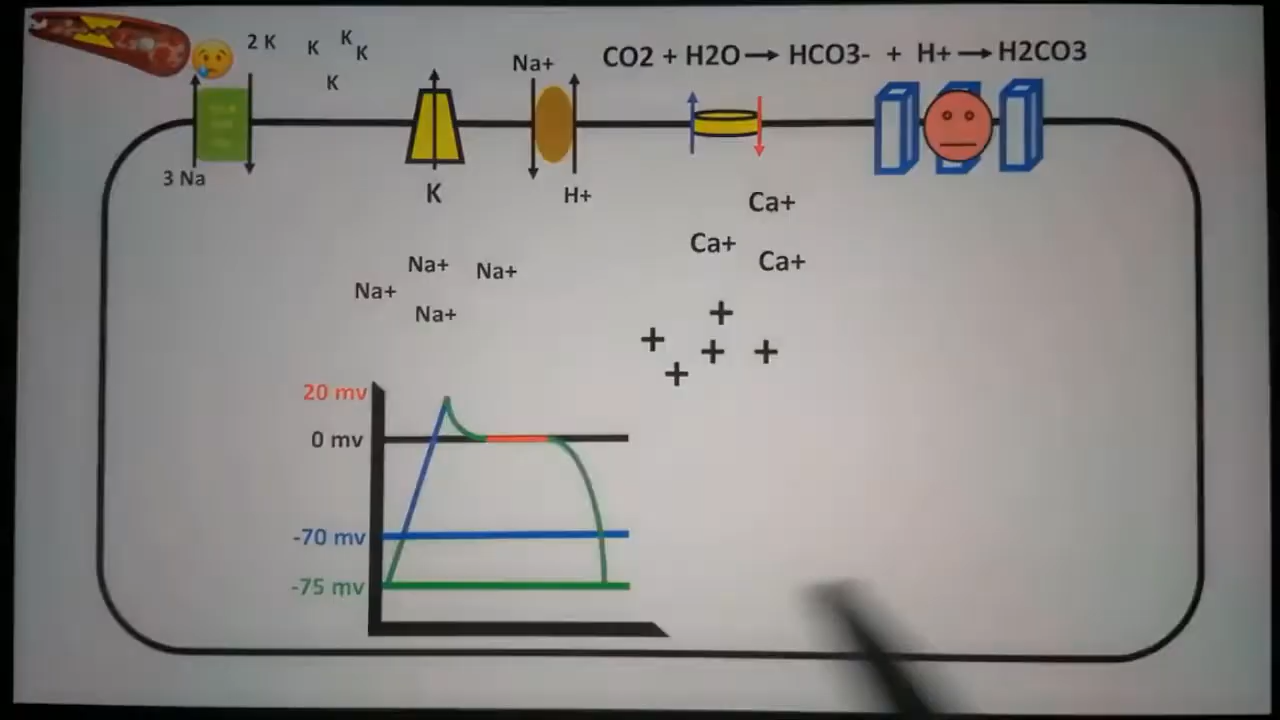 2 K
K
K
K
K
Na+
CO2 + H2O → HCO3- + H+ → H2CO3
3 Na
K
H+
Ca+
Ca+
Ca+
Na+
Na+
Na+
Na+
+
+
+
+
+
20 mv
0 mv
-70 mv
-75 mv